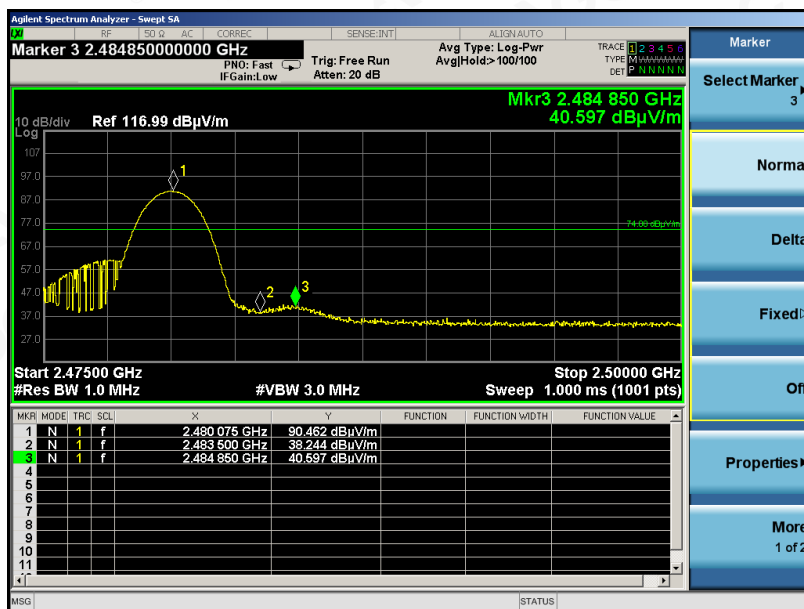 Agilent Spectrum Analyzer - Swept SA
LXI RF 50 Ω AC CORREC SENSE:INT ALIGN AUTO
Marker 3 2.484850000000 GHz
PNO: Fast
IFGain:Low
Trig: Free Run
Atten: 20 dB
Avg Type: Log-Pwr
Avg|Hold:>100/100
TRACE 1 2 3 4 5 6
TYPE M WWWWW
DET P N N N N N
Mkr3 2.484 850 GHz
40.597 dBµV/m
10 dB/div Ref 116.99 dBµV/m
Log
107
97.0
87.0
77.0
67.0
57.0
47.0
37.0
27.0
1
2
3
74.00 dBµV/m
Start 2.47500 GHz Stop 2.50000 GHz
#Res BW 1.0 MHz #VBW 3.0 MHz Sweep 1.000 ms (1001 pts)
MKR MODE TRC SCL X Y FUNCTION FUNCTION WIDTH FUNCTION VALUE
1 N 1 f 2.480 075 GHz 90.462 dBµV/m
2 N 1 f 2.483 500 GHz 38.244 dBµV/m
3 N 1 f 2.484 850 GHz 40.597 dBµV/m
4
5
6
7
8
9
10
11
MSG STATUS
Marker
Select Marker
3
Norma
Delta
Fixed
Of
Properties
More
1 of 2